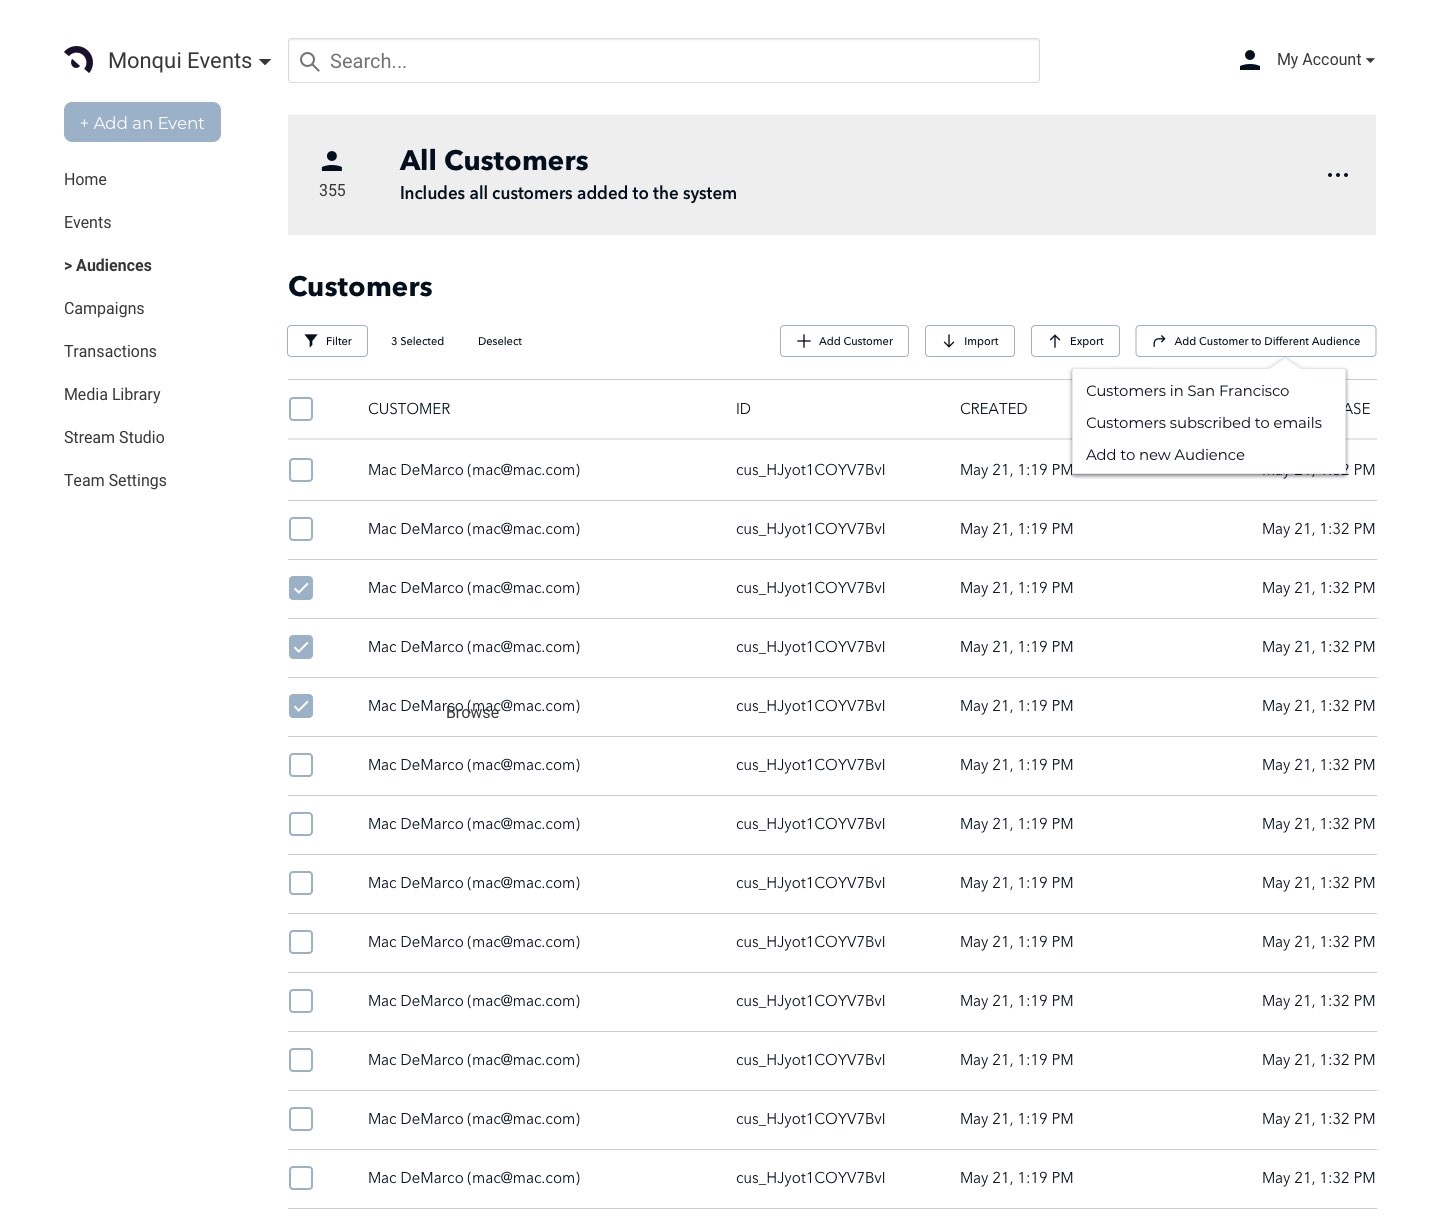 Monqui Events
Search...
My Account
+ Add an Event
Home
Events
> Audiences
Campaigns
Transactions
Media Library
Stream Studio
Team Settings
355
All Customers
Includes all customers added to the system
Customers
Filter 3 Selected Deselect Add Customer Import Export Add Customer to Different Audience
Customers in San Francisco
Customers subscribed to emails
Add to new Audience
CUSTOMER ID CREATED
Mac DeMarco (mac@mac.com) cus_HJyot1COYV7Bvl May 21, 1:19 PM PM
Mac DeMarco (mac@mac.com) cus_HJyot1COYV7Bvl May 21, 1:19 PM May 21, 1:32 PM
Mac DeMarco (mac@mac.com) cus_HJyot1COYV7Bvl May 21, 1:19 PM May 21, 1:32 PM
Mac DeMarco (mac@mac.com) cus_HJyot1COYV7Bvl May 21, 1:19 PM May 21, 1:32 PM
Mac DeMarco (mac@mac.com) cus_HJyot1COYV7Bvl May 21, 1:19 PM May 21, 1:32 PM
Browse
Mac DeMarco (mac@mac.com) cus_HJyot1COYV7Bvl May 21, 1:19 PM May 21, 1:32 PM
Mac DeMarco (mac@mac.com) cus_HJyot1COYV7Bvl May 21, 1:19 PM May 21, 1:32 PM
Mac DeMarco (mac@mac.com) cus_HJyot1COYV7Bvl May 21, 1:19 PM May 21, 1:32 PM
Mac DeMarco (mac@mac.com) cus_HJyot1COYV7Bvl May 21, 1:19 PM May 21, 1:32 PM
Mac DeMarco (mac@mac.com) cus_HJyot1COYV7Bvl May 21, 1:19 PM May 21, 1:32 PM
Mac DeMarco (mac@mac.com) cus_HJyot1COYV7Bvl May 21, 1:19 PM May 21, 1:32 PM
Mac DeMarco (mac@mac.com) cus_HJyot1COYV7Bvl May 21, 1:19 PM May 21, 1:32 PM
Mac DeMarco (mac@mac.com) cus_HJyot1COYV7Bvl May 21, 1:19 PM May 21, 1:32 PM